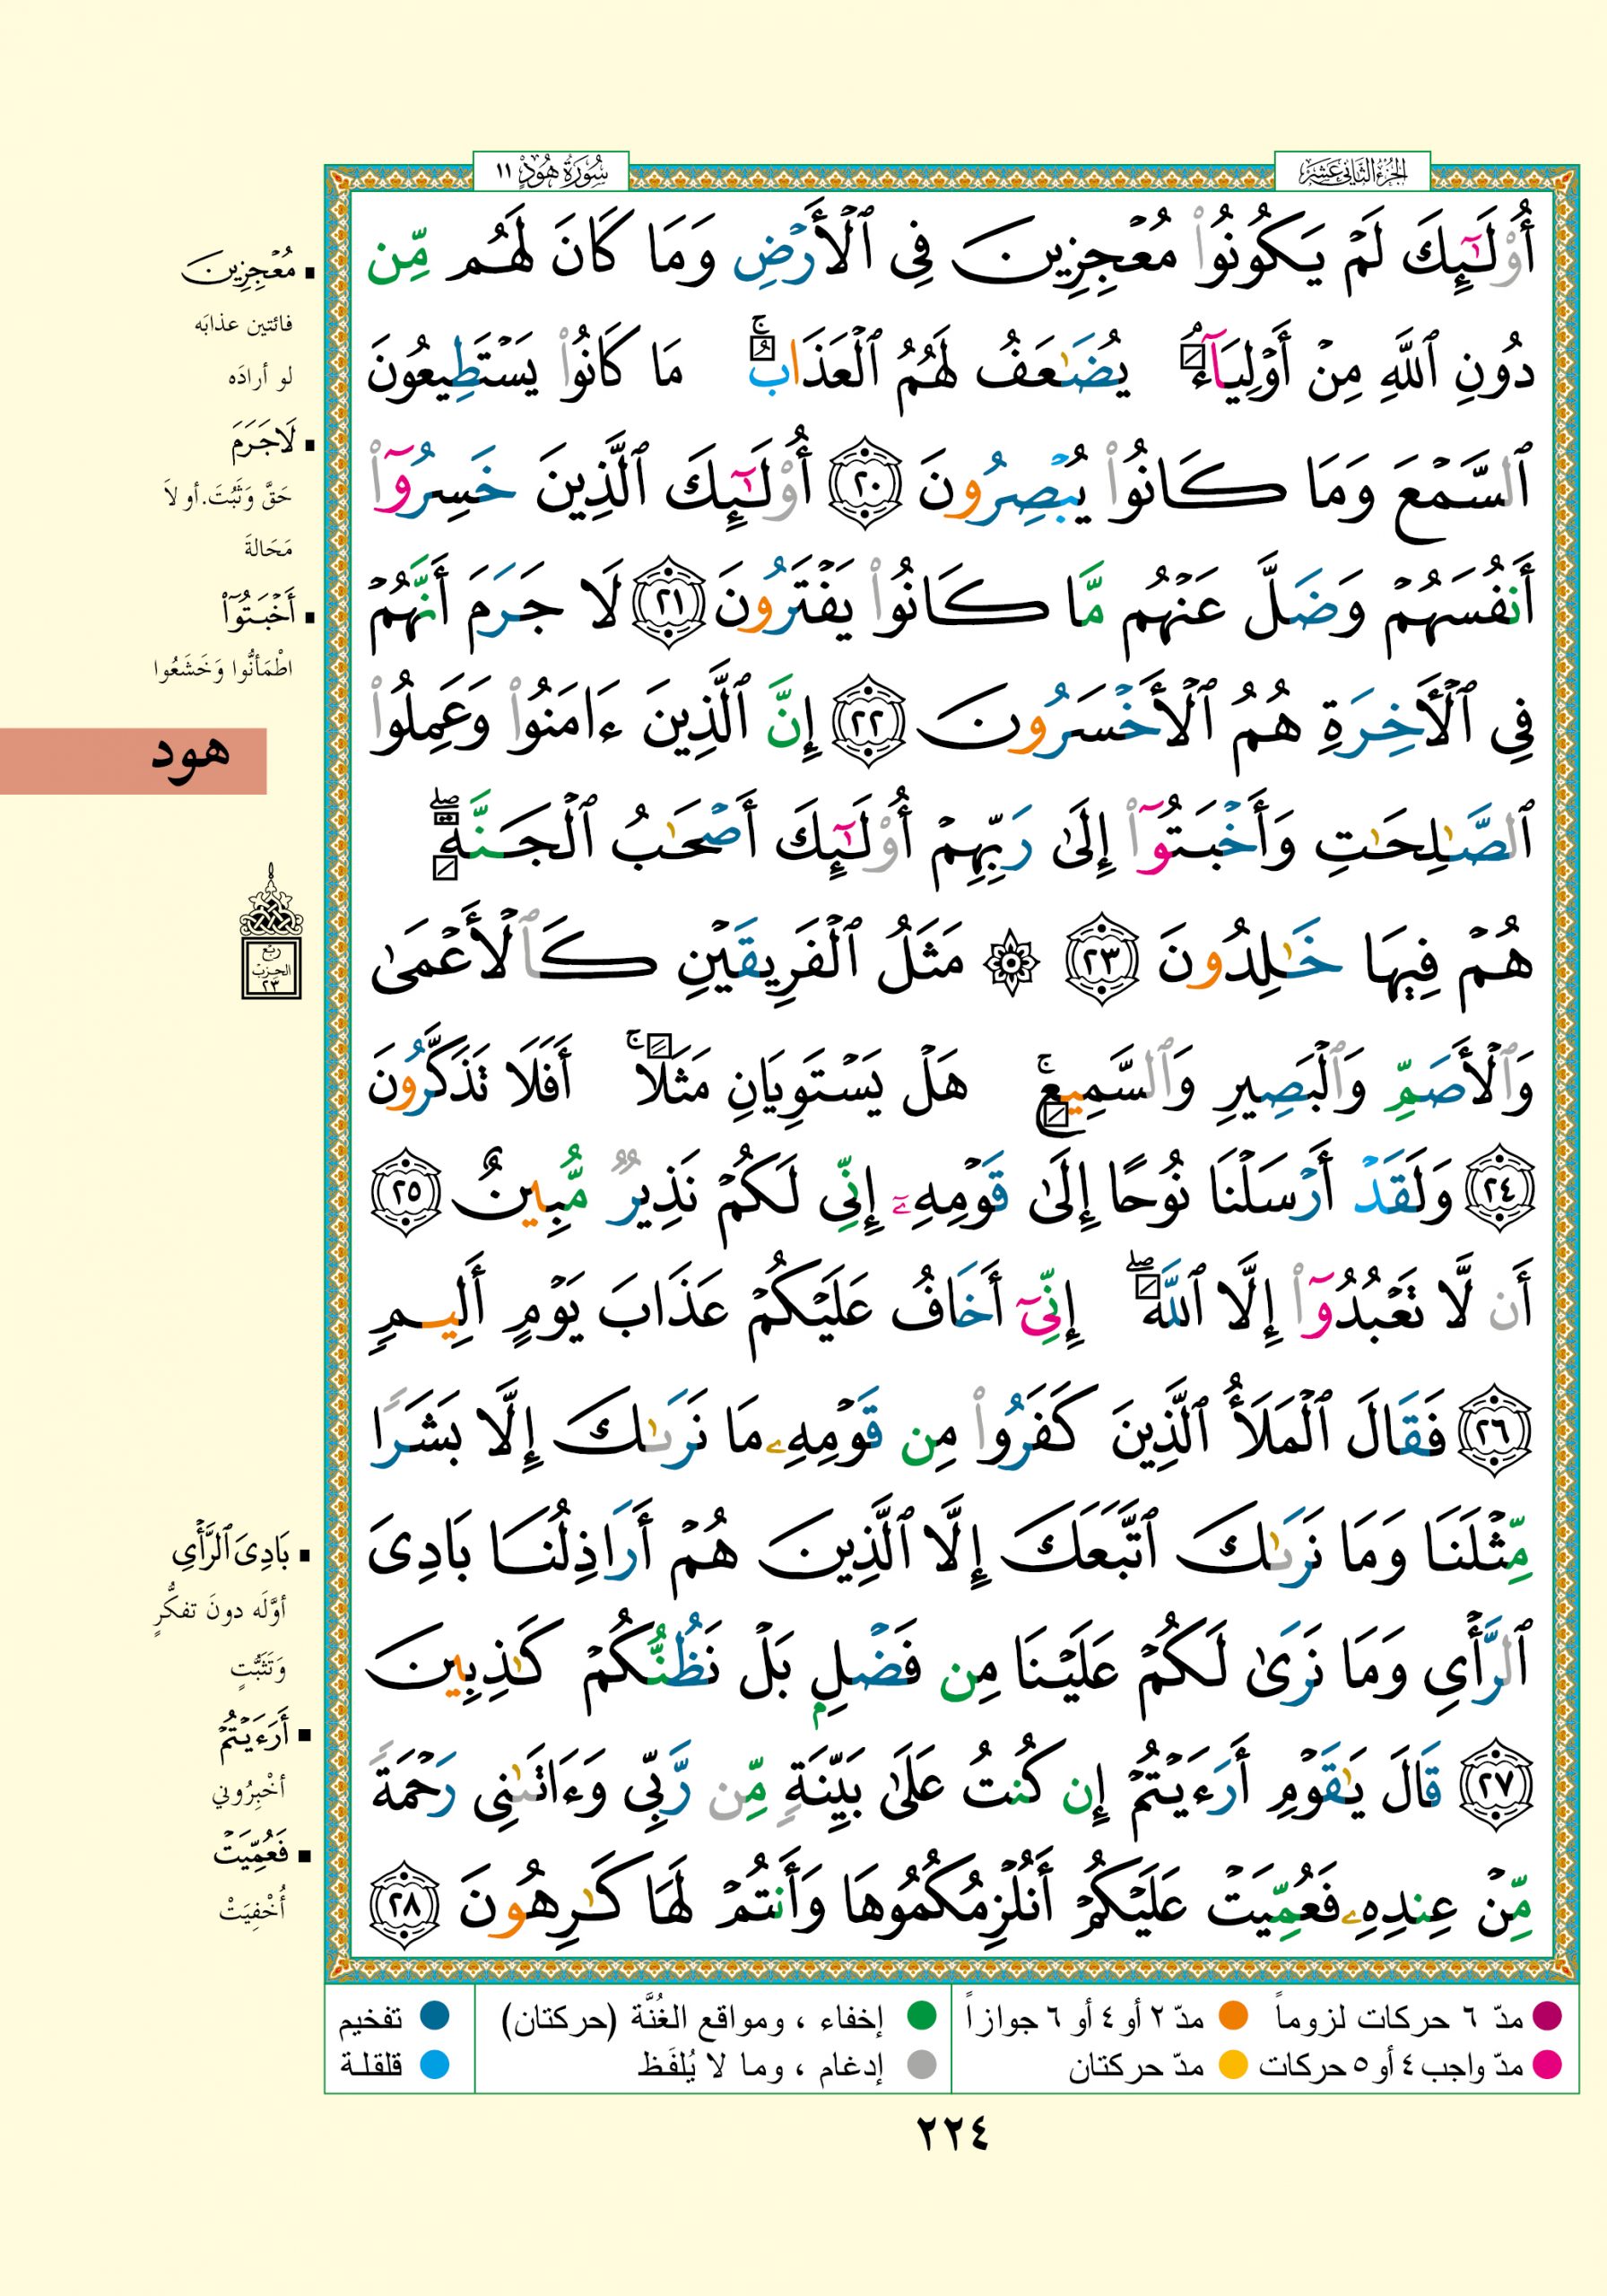 الجزء الثاني عشر
سُورَةُ هُودٍ ١١
أُوْلَـٰٓئِكَ لَمْ يَكُونُوا۟ مُعْجِزِينَ فِى ٱلْأَرْضِ وَمَا كَانَ لَهُم مِّن
دُونِ ٱللَّهِ مِنْ أَوْلِيَآءَ ۘ يُضَـٰعَفُ لَهُمُ ٱلْعَذَابُ ۚ مَا كَانُوا۟ يَسْتَطِيعُونَ
ٱلسَّمْعَ وَمَا كَانُوا۟ يُبْصِرُونَ ٢٠ أُوْلَـٰٓئِكَ ٱلَّذِينَ خَسِرُوٓا۟
أَنفُسَهُمْ وَضَلَّ عَنْهُم مَّا كَانُوا۟ يَفْتَرُونَ ٢١ لَا جَرَمَ أَنَّهُمْ
فِى ٱلْأَخِرَةِ هُمُ ٱلْأَخْسَرُونَ ٢٢ إِنَّ ٱلَّذِينَ ءَامَنُوا۟ وَعَمِلُوا۟
ٱلصَّـٰلِحَـٰتِ وَأَخْبَتُوٓا۟ إِلَىٰ رَبِّهِمْ أُوْلَـٰٓئِكَ أَصْحَـٰبُ ٱلْجَنَّةِ ۖ
هُمْ فِيهَا خَـٰلِدُونَ ٢٣ ۞ مَثَلُ ٱلْفَرِيقَيْنِ كَٱلْأَعْمَىٰ
وَٱلْأَصَمِّ وَٱلْبَصِيرِ وَٱلسَّمِيعِ ۚ هَلْ يَسْتَوِيَانِ مَثَلًا ۚ أَفَلَا تَذَكَّرُونَ
٢٤ وَلَقَدْ أَرْسَلْنَا نُوحًا إِلَىٰ قَوْمِهِۦٓ إِنِّى لَكُمْ نَذِيرٌ مُّبِينٌ ٢٥
أَن لَّا تَعْبُدُوٓا۟ إِلَّا ٱللَّهَ ۖ إِنِّىٓ أَخَافُ عَلَيْكُمْ عَذَابَ يَوْمٍ أَلِيمٍ
٢٦ فَقَالَ ٱلْمَلَأُ ٱلَّذِينَ كَفَرُوا۟ مِن قَوْمِهِۦ مَا نَرَىٰكَ إِلَّا بَشَرًا
مِّثْلَنَا وَمَا نَرَىٰكَ ٱتَّبَعَكَ إِلَّا ٱلَّذِينَ هُمْ أَرَاذِلُنَا بَادِىَ
ٱلرَّأْىِ وَمَا نَرَىٰ لَكُمْ عَلَيْنَا مِن فَضْلٍۭ بَلْ نَظُنُّكُمْ كَـٰذِبِينَ
٢٧ قَالَ يَـٰقَوْمِ أَرَءَيْتُمْ إِن كُنتُ عَلَىٰ بَيِّنَةٍ مِّن رَّبِّى وَءَاتَىٰنِى رَحْمَةً
مِّنْ عِندِهِۦ فَعُمِّيَتْ عَلَيْكُمْ أَنُلْزِمُكُمُوهَا وَأَنتُمْ لَهَا كَـٰرِهُونَ ٢٨
▪ مُعْجِزِينَ
فائتين عذابَه
لو أرادَه
▪ لَا جَرَمَ
حَقَّ وَثَبُتَ. أو لاَ
مَحَالةَ
▪ أَخْبَتُوٓا۟
اطْمَأنُّوا وَخَشَعُوا
هود
ربع
الحزب
٢٣
▪ بَادِىَ ٱلرَّأْىِ
أوَّلَه دونَ تفكُّرٍ
وَتَثَبُّتٍ
▪ أَرَءَيْتُمْ
أخْبِرُوني
▪ فَعُمِّيَتْ
أُخْفِيَتْ
مدّ ٦ حركات لزوماً ● مدّ ٢ أو ٤ أو ٦ جوازاً ● إخفاء ، ومواقع الغُنَّة (حركتان) ● تفخيم
مدّ واجب ٤ أو ٥ حركات ● مدّ حركتان ● إدغام ، وما لا يُلفَظ ● قلقلة
٢٢٤